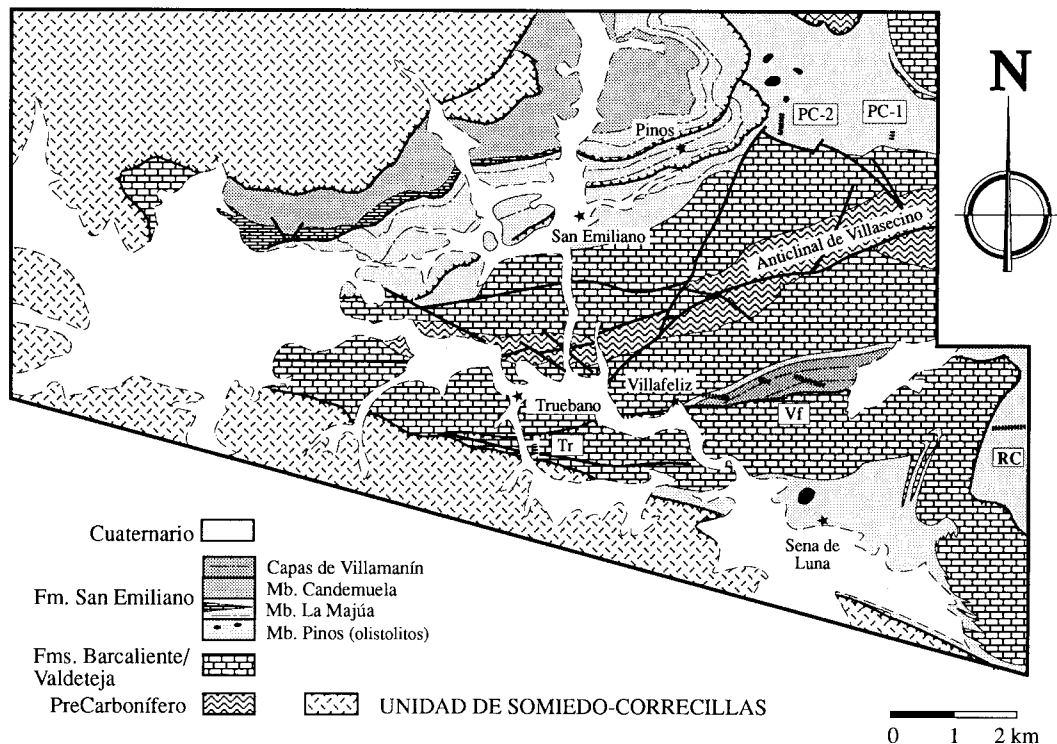 N
PC-2
PC-1
Pinos
San Emiliano
Anticlinal de Villasecino
Villafeliz
Truebano
Vf
Tr
RC
Sena de
Luna
Cuaternario
Fm. San Emiliano
Capas de Villamanín
Mb. Candemuela
Mb. La Majúa
Mb. Pinos (olistolitos)
Fms. Barcaliente/
Valdeteja
PreCarbonífero
UNIDAD DE SOMIEDO-CORRECILLAS
0 1 2 km